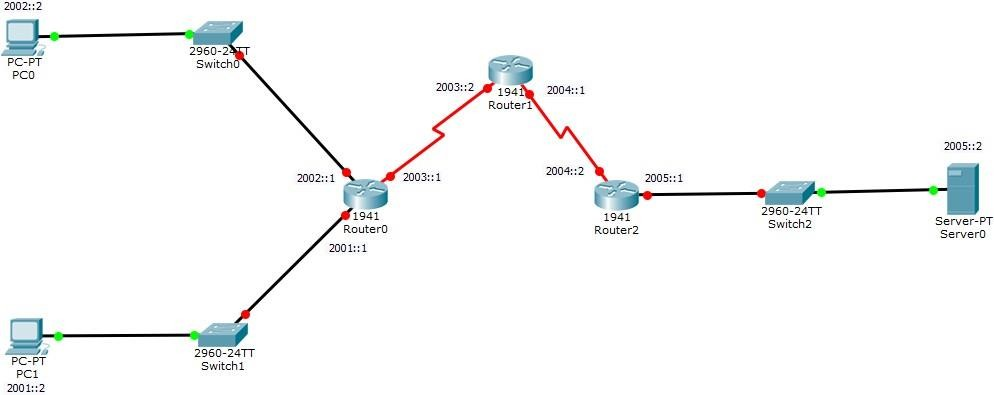 2002::2
PC-PT
PC0
2960-24TT
Switch0
2003::2
1941
Router1
2004::1
2002::1
2003::1
1941
Router0
2001::1
2004::2
2005::1
1941
Router2
2960-24TT
Switch2
2005::2
Server-PT
Server0
PC-PT
PC1
2001::2
2960-24TT
Switch1